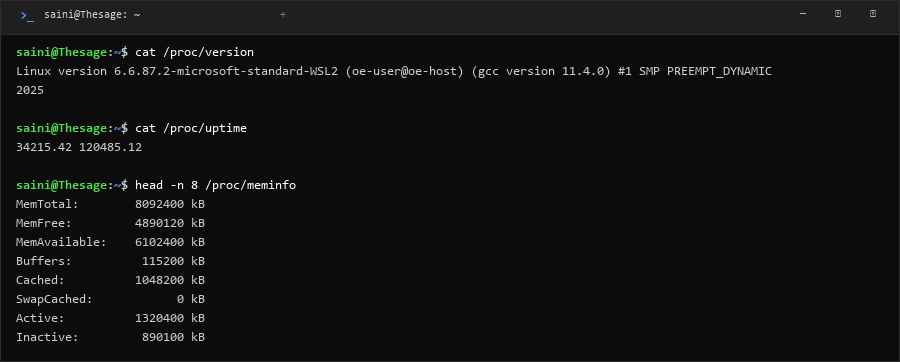 saini@Thesage: ~
saini@Thesage:~$ cat /proc/version
Linux version 6.6.87.2-microsoft-standard-WSL2 (oe-user@oe-host) (gcc version 11.4.0) #1 SMP PREEMPT_DYNAMIC
2025
saini@Thesage:~$ cat /proc/uptime
34215.42 120485.12
saini@Thesage:~$ head -n 8 /proc/meminfo
MemTotal:        8092400 kB
MemFree:         4890120 kB
MemAvailable:    6102400 kB
Buffers:          115200 kB
Cached:          1048200 kB
SwapCached:            0 kB
Active:          1320400 kB
Inactive:         890100 kB